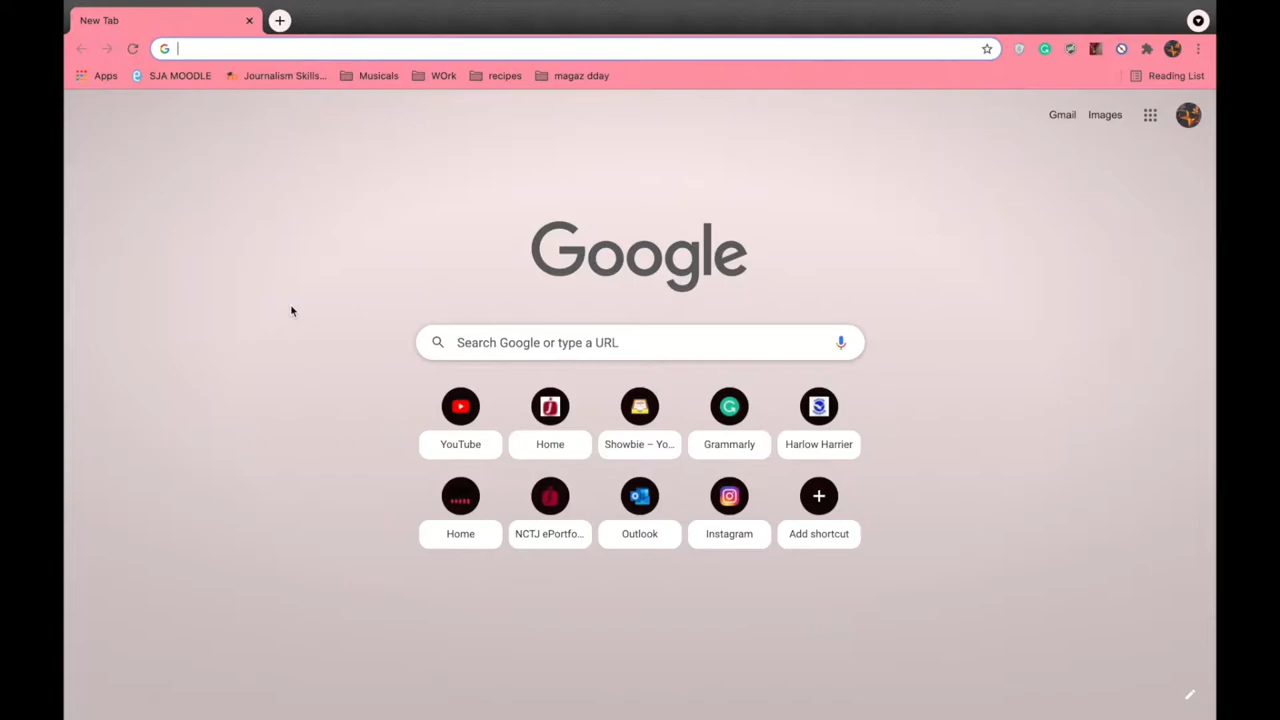 New Tab
Apps SJA MOODLE Journalism Skills... Musicals WOrk recipes magaz dday Reading List
Gmail Images
Google
Search Google or type a URL
YouTube Home Showbie – Yo... Grammarly Harlow Harrier
Home NCTJ ePortfo... Outlook Instagram Add shortcut